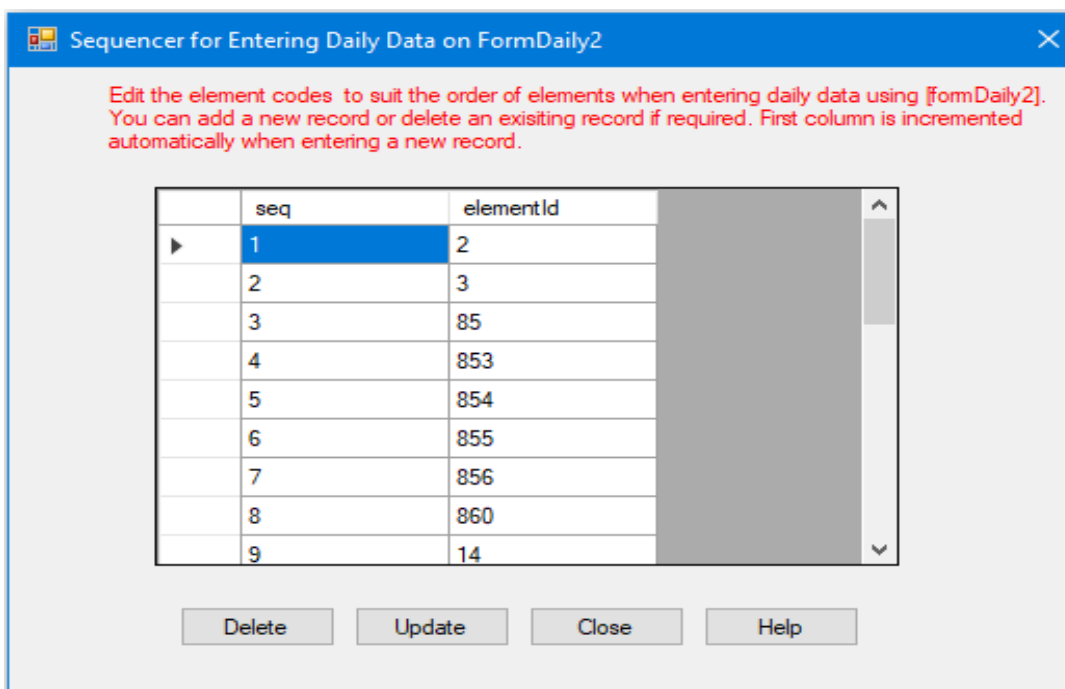 Sequencer for Entering Daily Data on FormDaily2
Edit the element codes to suit the order of elements when entering daily data using [formDaily2].
You can add a new record or delete an exisiting record if required. First column is incremented
automatically when entering a new record.
seq elementId
1 2
2 3
3 85
4 853
5 854
6 855
7 856
8 860
9 14
Delete Update Close Help